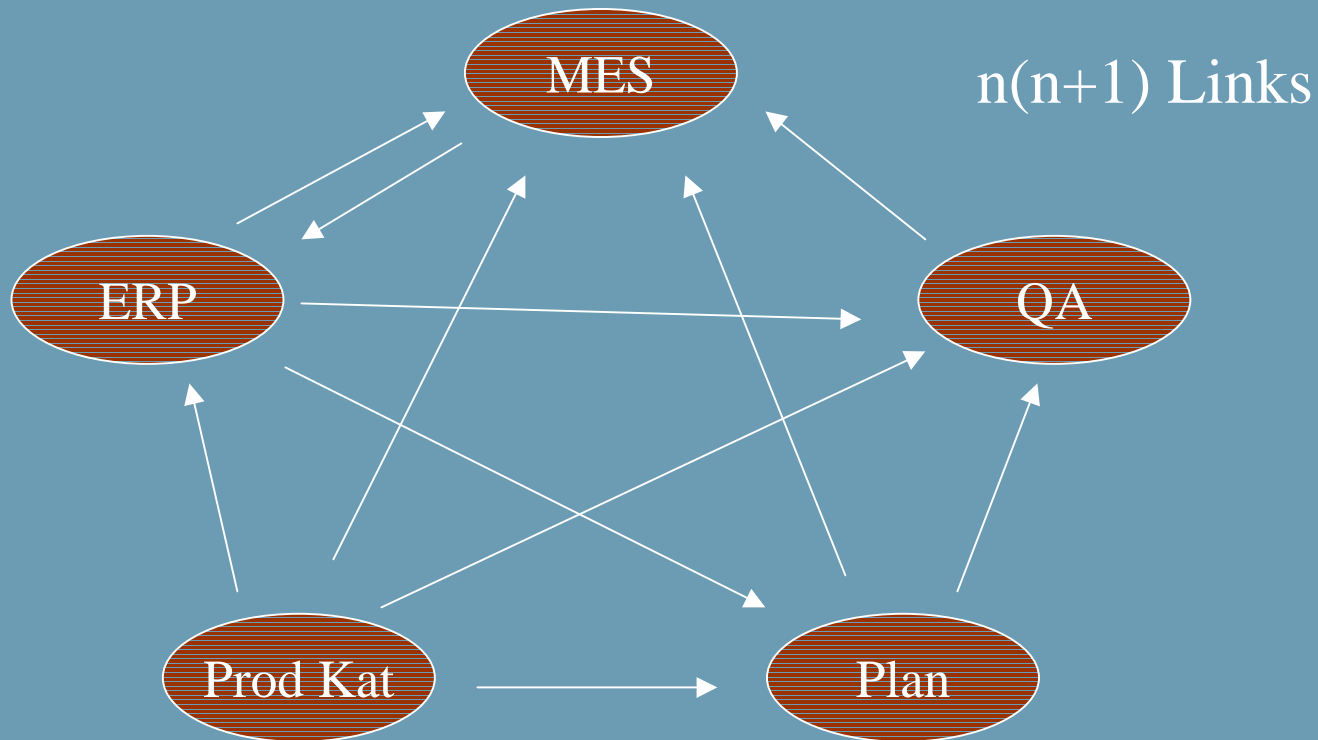 MES
n(n+1) Links
ERP
QA
Prod Kat
Plan